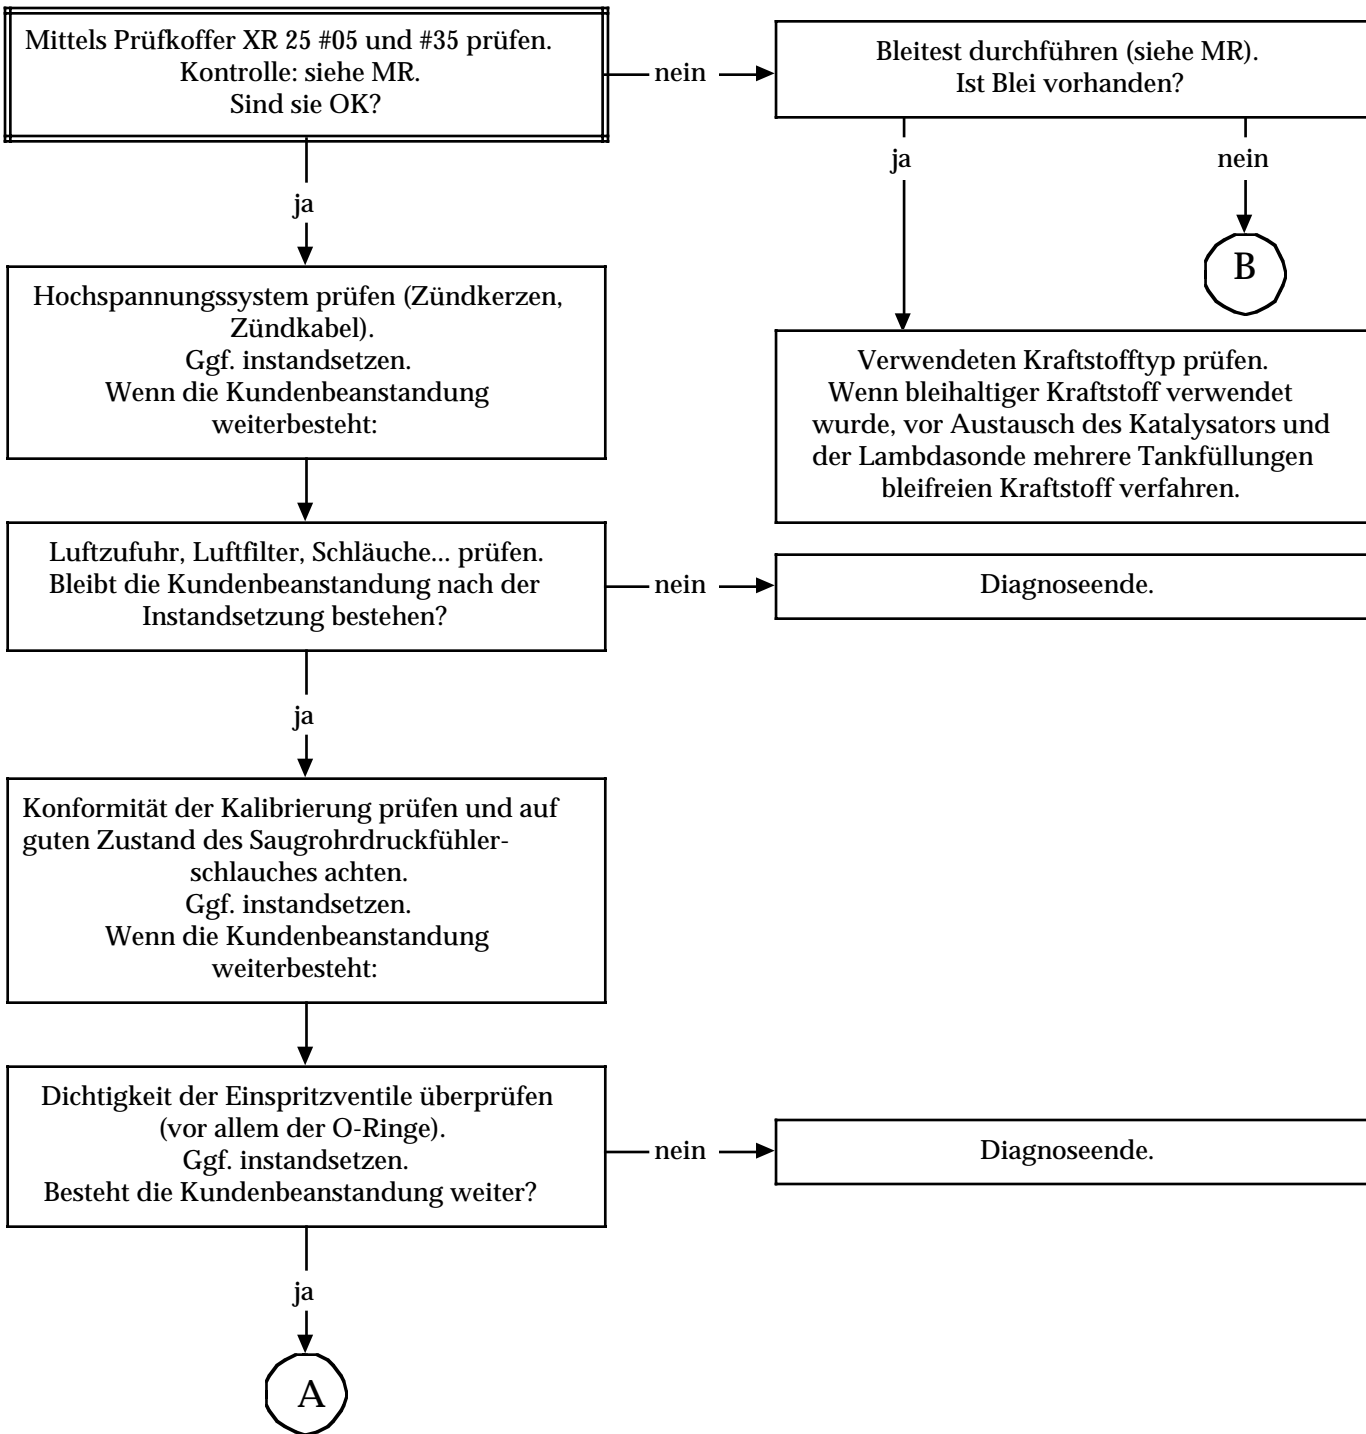 Mittels Prüfkoffer XR 25 #05 und #35 prüfen.
Kontrolle: siehe MR.
Sind sie OK?
nein
Bleitest durchführen (siehe MR).
Ist Blei vorhanden?
ja
nein
B
Verwendeten Kraftstofftyp prüfen.
Wenn bleihaltiger Kraftstoff verwendet
wurde, vor Austausch des Katalysators und
der Lambdasonde mehrere Tankfüllungen
bleifreien Kraftstoff verfahren.
ja
Hochspannungssystem prüfen (Zündkerzen,
Zündkabel).
Ggf. instandsetzen.
Wenn die Kundenbeanstandung
weiterbesteht:
Luftzufuhr, Luftfilter, Schläuche... prüfen.
Bleibt die Kundenbeanstandung nach der
Instandsetzung bestehen?
nein
Diagnoseende.
ja
Konformität der Kalibrierung prüfen und auf
guten Zustand des Saugrohrdruckfühler-
schlauches achten.
Ggf. instandsetzen.
Wenn die Kundenbeanstandung
weiterbesteht:
Dichtigkeit der Einspritzventile überprüfen
(vor allem der O-Ringe).
Ggf. instandsetzen.
Besteht die Kundenbeanstandung weiter?
nein
Diagnoseende.
ja
A